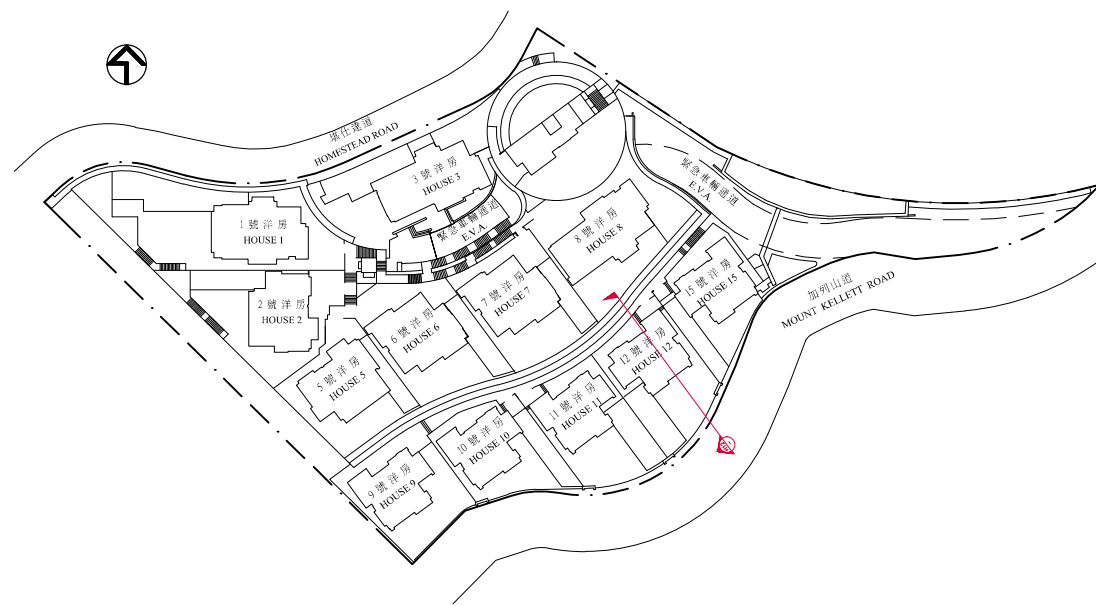 堪仕達道
HOMESTEAD ROAD
3 號 洋 房
HOUSE 3
緊急車輛通道
E.V.A.
緊急車輛通道
E.V.A.
1 號 洋 房
HOUSE 1
8 號 洋 房
HOUSE 8
2 號 洋 房
HOUSE 2
7 號 洋 房
HOUSE 7
15 號 洋 房
HOUSE 15
加列山道
MOUNT KELLETT ROAD
6 號 洋 房
HOUSE 6
12 號 洋 房
HOUSE 12
5 號 洋 房
HOUSE 5
11 號 洋 房
HOUSE 11
10 號 洋 房
HOUSE 10
9 號 洋 房
HOUSE 9